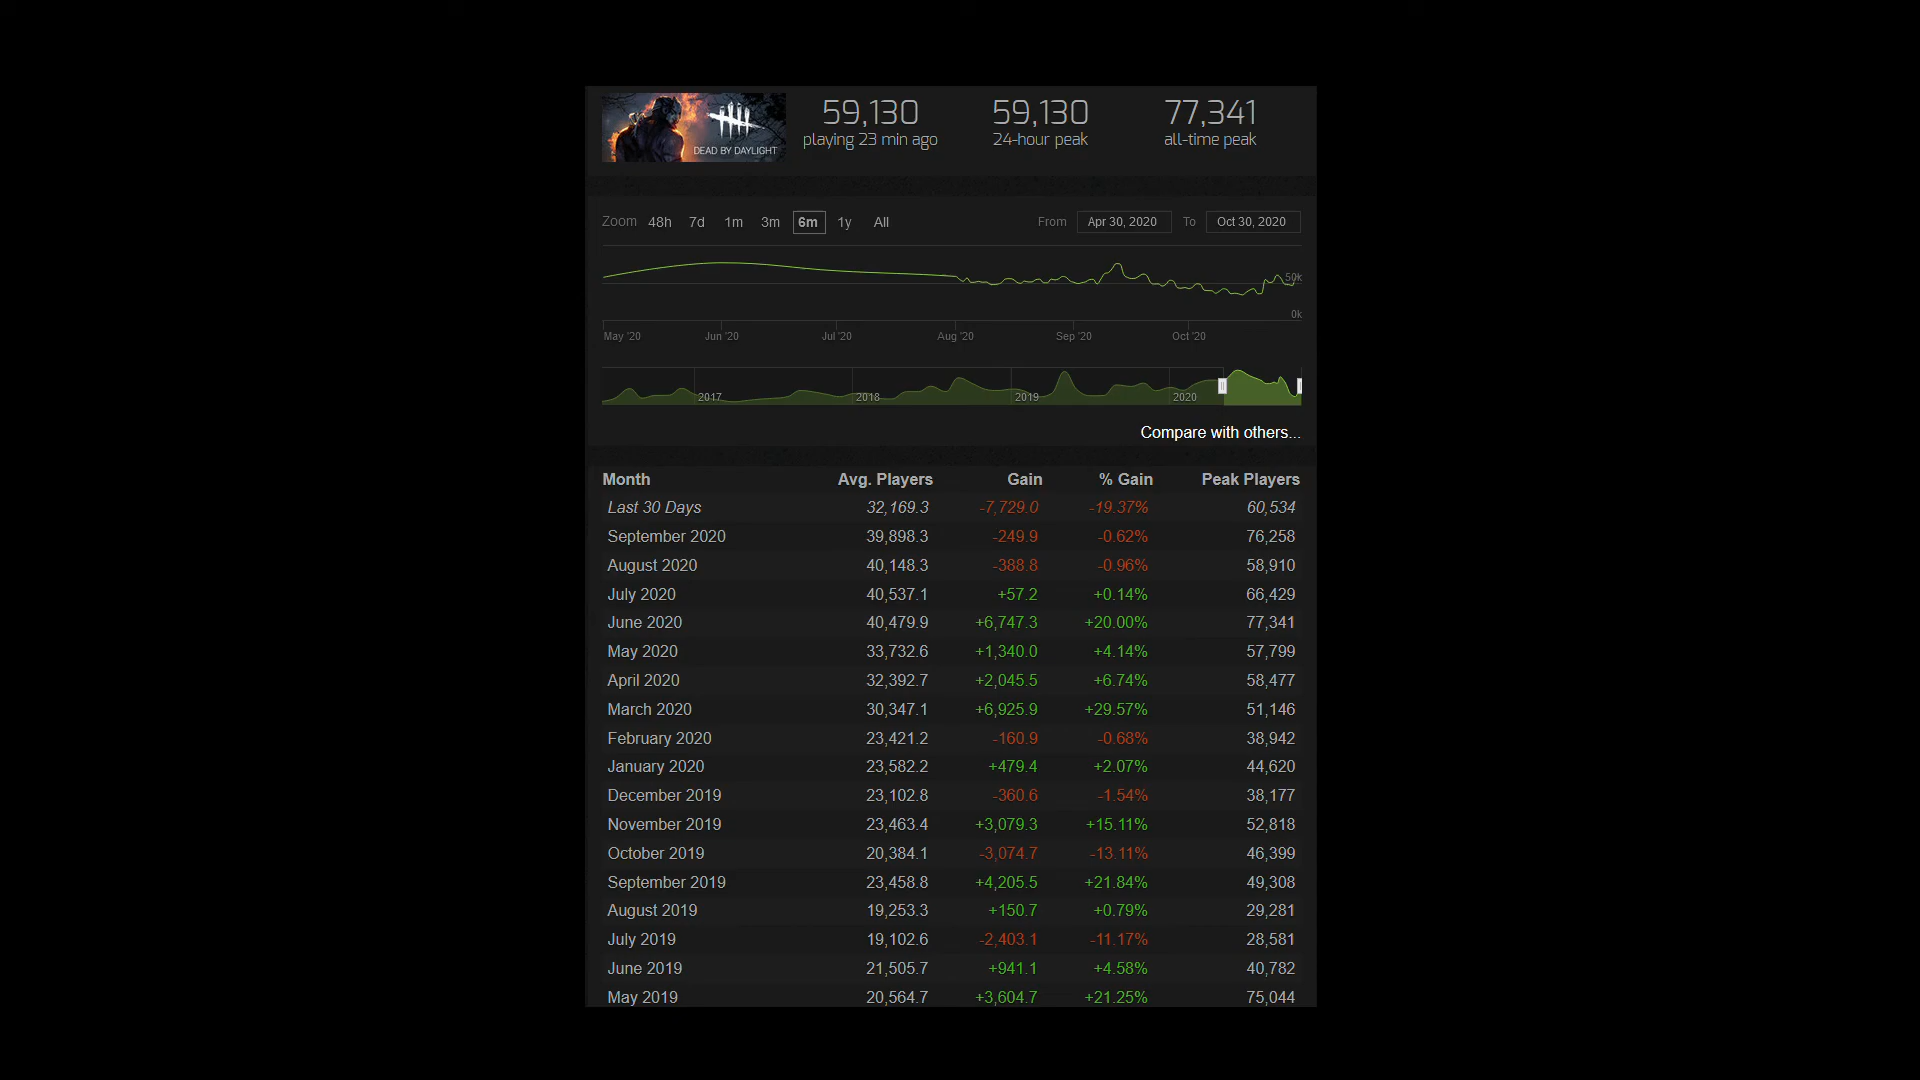 59,130 59,130 77,341
DEAD BY DAYLIGHT playing 23 min ago 24-hour peak all-time peak
Zoom 48h 7d 1m 3m 6m 1y All From Apr 30, 2020 To Oct 30, 2020
50k
0k
May '20 Jun '20 Jul '20 Aug '20 Sep '20 Oct '20
2017 2018 2019 2020
Compare with others...
Month Avg. Players Gain % Gain Peak Players
Last 30 Days 32,169.3 -7,729.0 -19.37% 60,534
September 2020 39,898.3 -249.9 -0.62% 76,258
August 2020 40,148.3 -388.8 -0.96% 58,910
July 2020 40,537.1 +57.2 +0.14% 66,429
June 2020 40,479.9 +6,747.3 +20.00% 77,341
May 2020 33,732.6 +1,340.0 +4.14% 57,799
April 2020 32,392.7 +2,045.5 +6.74% 58,477
March 2020 30,347.1 +6,925.9 +29.57% 51,146
February 2020 23,421.2 -160.9 -0.68% 38,942
January 2020 23,582.2 +479.4 +2.07% 44,620
December 2019 23,102.8 -360.6 -1.54% 38,177
November 2019 23,463.4 +3,079.3 +15.11% 52,818
October 2019 20,384.1 -3,074.7 -13.11% 46,399
September 2019 23,458.8 +4,205.5 +21.84% 49,308
August 2019 19,253.3 +150.7 +0.79% 29,281
July 2019 19,102.6 -2,403.1 -11.17% 28,581
June 2019 21,505.7 +941.1 +4.58% 40,782
May 2019 20,564.7 +3,604.7 +21.25% 75,044